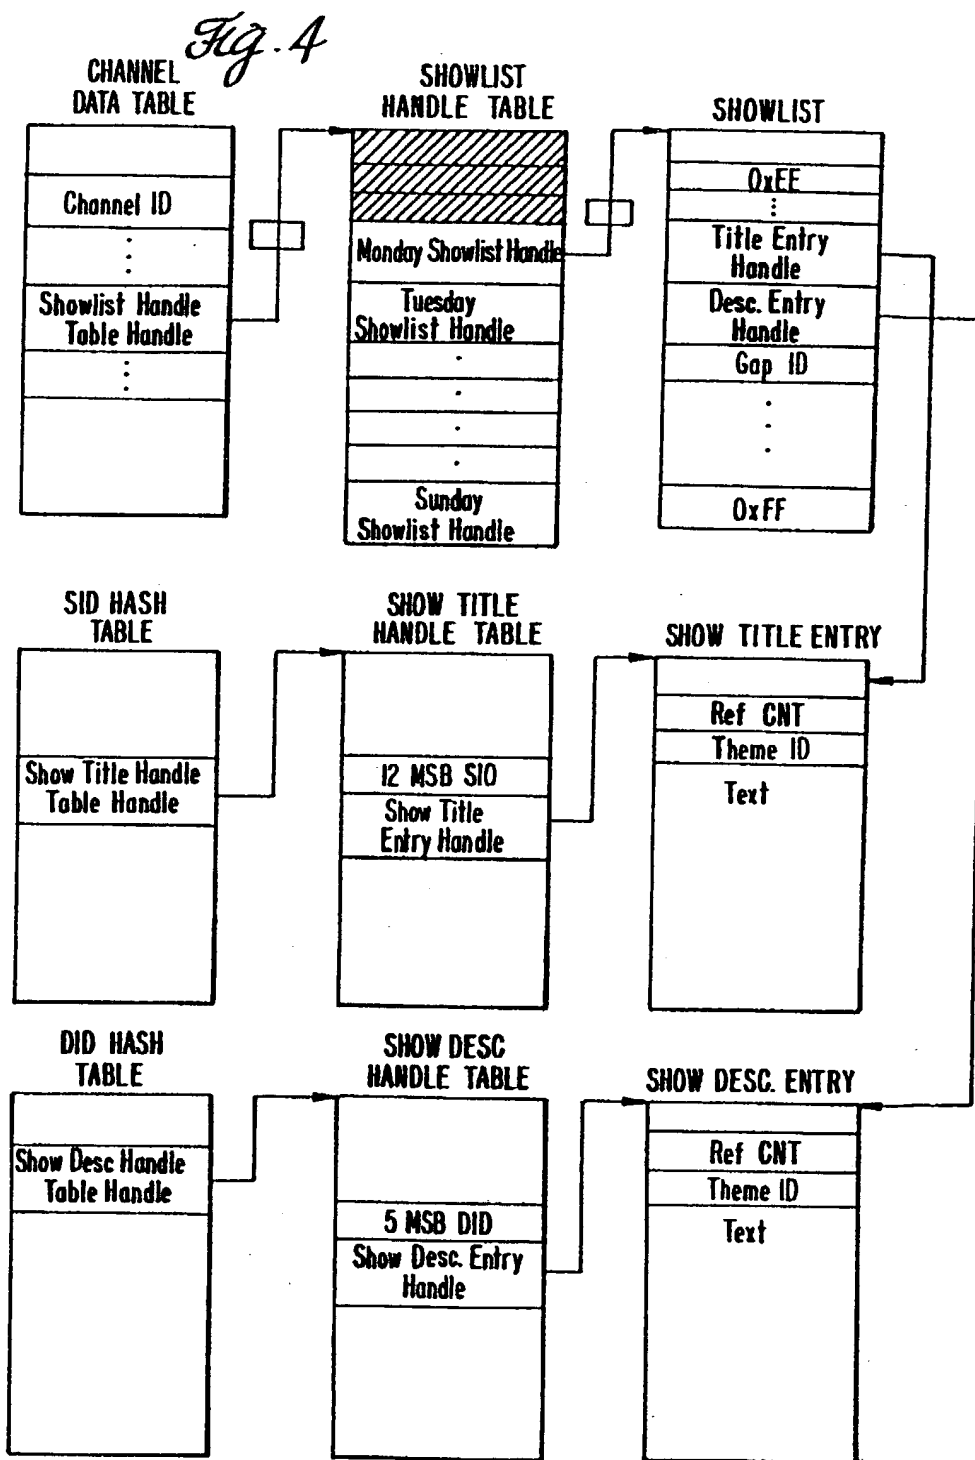 Fig. 4
CHANNEL
DATA TABLE
Channel ID
Showlist Handle
Table Handle
SHOWLIST
HANDLE TABLE
Monday Showlist Handle
Tuesday
Showlist Handle
Sunday
Showlist Handle
SHOWLIST
0xEE
Title Entry
Handle
Desc. Entry
Handle
Gap ID
0xFF
SID HASH
TABLE
Show Title Handle
Table Handle
SHOW TITLE
HANDLE TABLE
12 MSB SIO
Show Title
Entry Handle
SHOW TITLE ENTRY
Ref CNT
Theme ID
Text
DID HASH
TABLE
Show Desc Handle
Table Handle
SHOW DESC
HANDLE TABLE
5 MSB DID
Show Desc. Entry
Handle
SHOW DESC. ENTRY
Ref CNT
Theme ID
Text